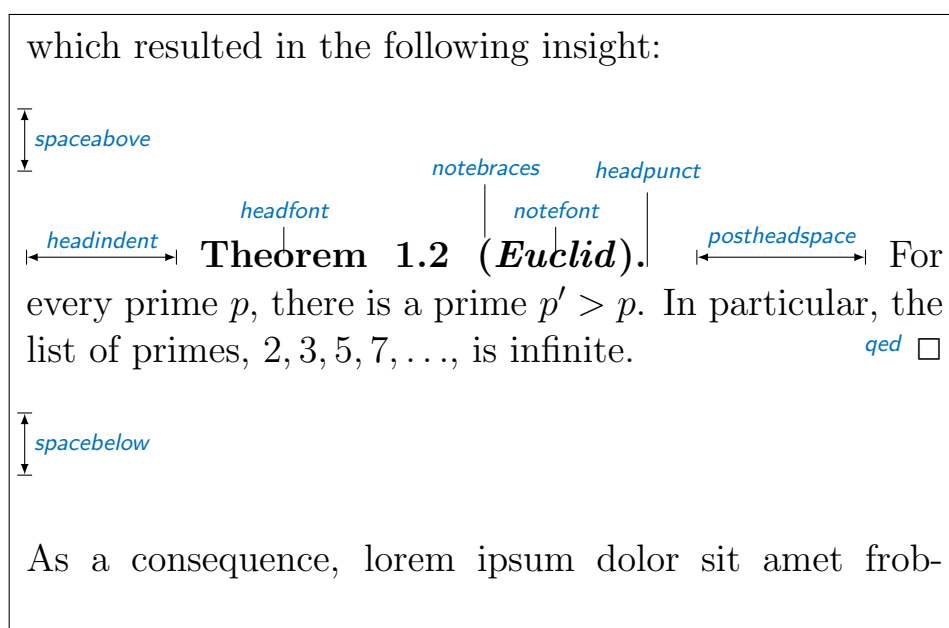 which resulted in the following insight:
spaceabove
notebraces headpunct
headfont notefont
headindent postheadspace
Theorem 1.2 (Euclid). For
every prime p, there is a prime p′ > p. In particular, the
list of primes, 2, 3, 5, 7, . . ., is infinite. qed □
spacebelow
As a consequence, lorem ipsum dolor sit amet frob-